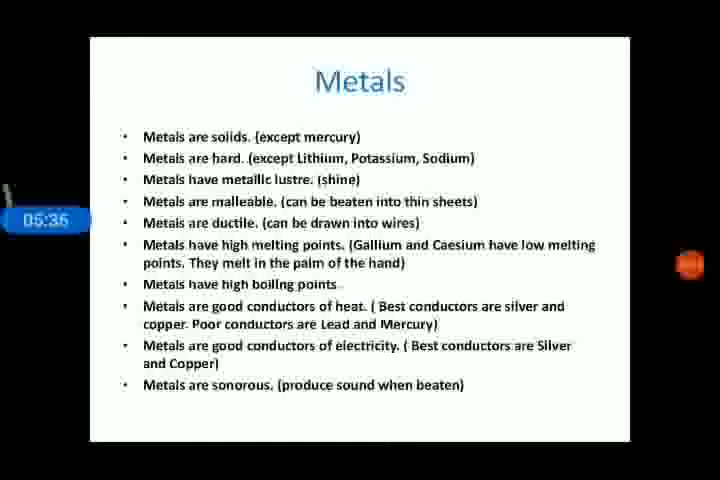 Metals
• Metals are solids. (except mercury)
• Metals are hard. (except Lithium, Potassium, Sodium)
• Metals have metallic lustre. (shine)
• Metals are malleable. (can be beaten into thin sheets)
• Metals are ductile. (can be drawn into wires)
• Metals have high melting points. (Gallium and Caesium have low melting
points. They melt in the palm of the hand)
• Metals have high boiling points
• Metals are good conductors of heat. ( Best conductors are silver and
copper. Poor conductors are Lead and Mercury)
• Metals are good conductors of electricity. ( Best conductors are Silver
and Copper)
• Metals are sonorous. (produce sound when beaten)
05:35